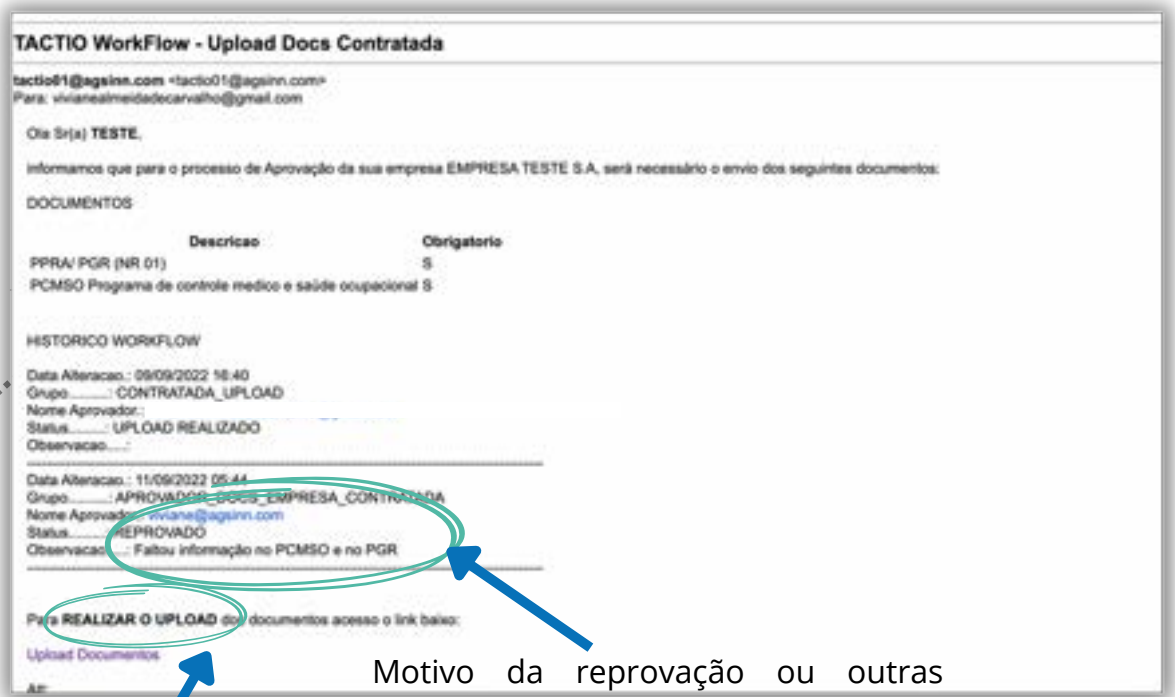 TACTIO WorkFlow - Upload Docs Contratada
tactio01@agsinn.com <tactio01@agsinn.com>
Para: vivianealmeidadecarvalho@gmail.com
Ola Sr(a) TESTE,
informamos que para o processo de Aprovação da sua empresa EMPRESA TESTE S.A, será necessário o envio dos seguintes documentos:
DOCUMENTOS
Descricao Obrigatorio
PPRA/ PGR (NR 01) S
PCMSO Programa de controle medico e saúde ocupacional S
HISTORICO WORKFLOW
Data Alteracao.: 09/09/2022 16:40
Grupo.........: CONTRATADA_UPLOAD
Nome Aprovador.:
Status.........: UPLOAD REALIZADO
Observacao.....:
Data Alteracao.: 11/09/2022 05:44
Grupo.........: APROVADOR_DOCS_EMPRESA_CONTRATADA
Nome Aprovador.: viviane@agsinn.com
Status.........: REPROVADO
Observacao.....: Faltou informação no PCMSO e no PGR
Para REALIZAR O UPLOAD dos documentos acesso o link baixo:
Upload Documentos
Motivo da reprovação ou outras